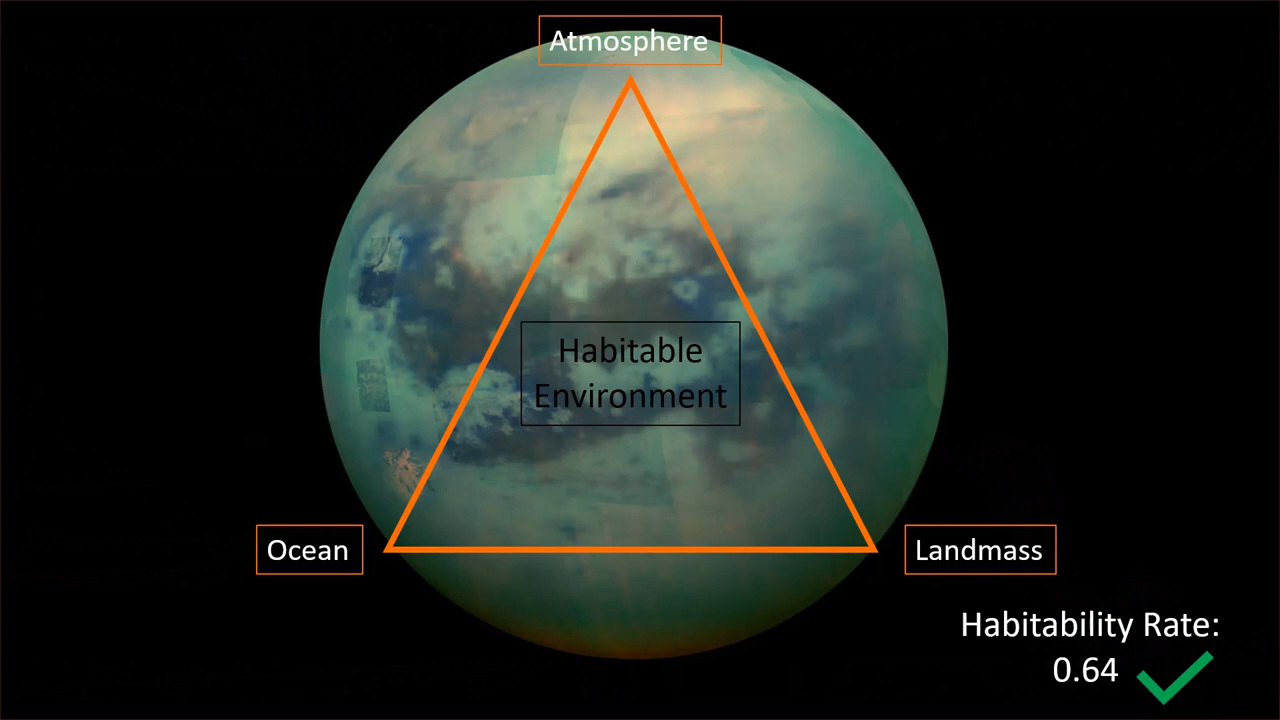 Atmosphere
Habitable
Environment
Ocean
Landmass
Habitability Rate:
0.64